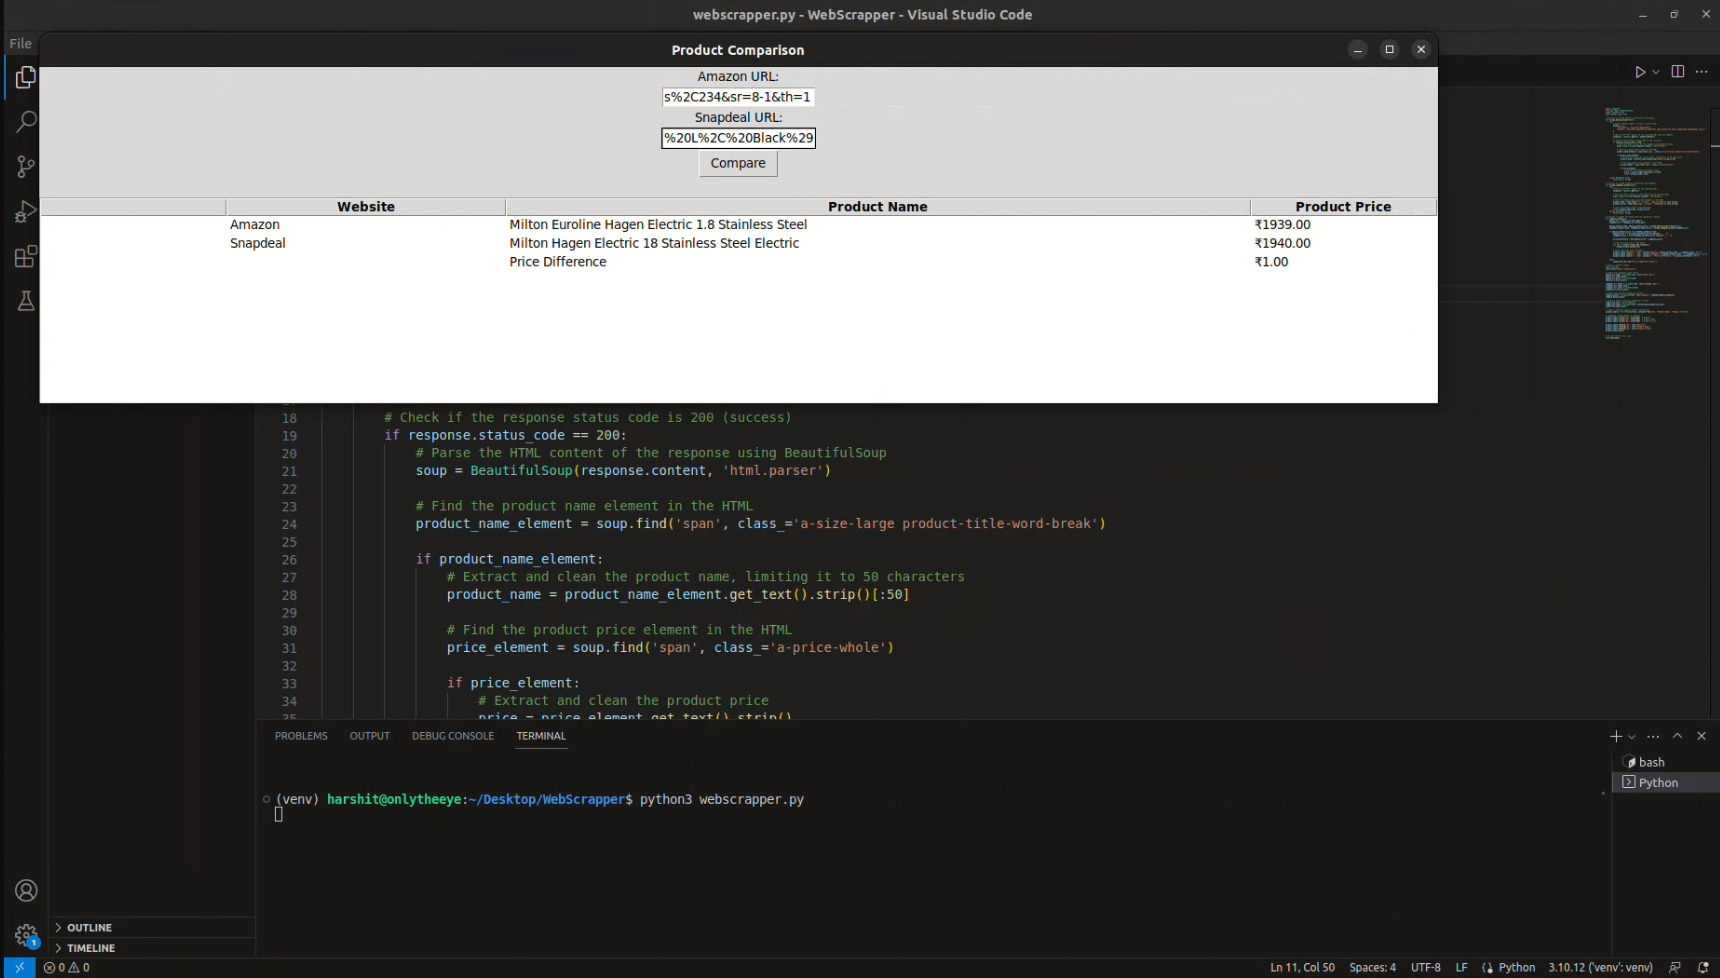 webscrapper.py - WebScrapper - Visual Studio Code
File
Product Comparison
Amazon URL:
s%2C234&sr=8-1&th=1
Snapdeal URL:
%20L%2C%20Black%29
Compare
Website Product Name Product Price
Amazon Milton Euroline Hagen Electric 1.8 Stainless Steel ₹1939.00
Snapdeal Milton Hagen Electric 18 Stainless Steel Electric ₹1940.00
Price Difference ₹1.00
18 # Check if the response status code is 200 (success)
19 if response.status_code == 200:
20 # Parse the HTML content of the response using BeautifulSoup
21 soup = BeautifulSoup(response.content, 'html.parser')
22
23 # Find the product name element in the HTML
24 product_name_element = soup.find('span', class_='a-size-large product-title-word-break')
25
26 if product_name_element:
27 # Extract and clean the product name, limiting it to 50 characters
28 product_name = product_name_element.get_text().strip()[:50]
29
30 # Find the product price element in the HTML
31 price_element = soup.find('span', class_='a-price-whole')
32
33 if price_element:
34 # Extract and clean the product price
35 price = price_element.get_text().strip()
PROBLEMS OUTPUT DEBUG CONSOLE TERMINAL
bash
Python
(venv) harshit@onlytheeye:~/Desktop/WebScrapper$ python3 webscrapper.py
OUTLINE
TIMELINE
1
0 0 Ln 11, Col 50 Spaces: 4 UTF-8 LF Python 3.10.12 ('venv': venv)